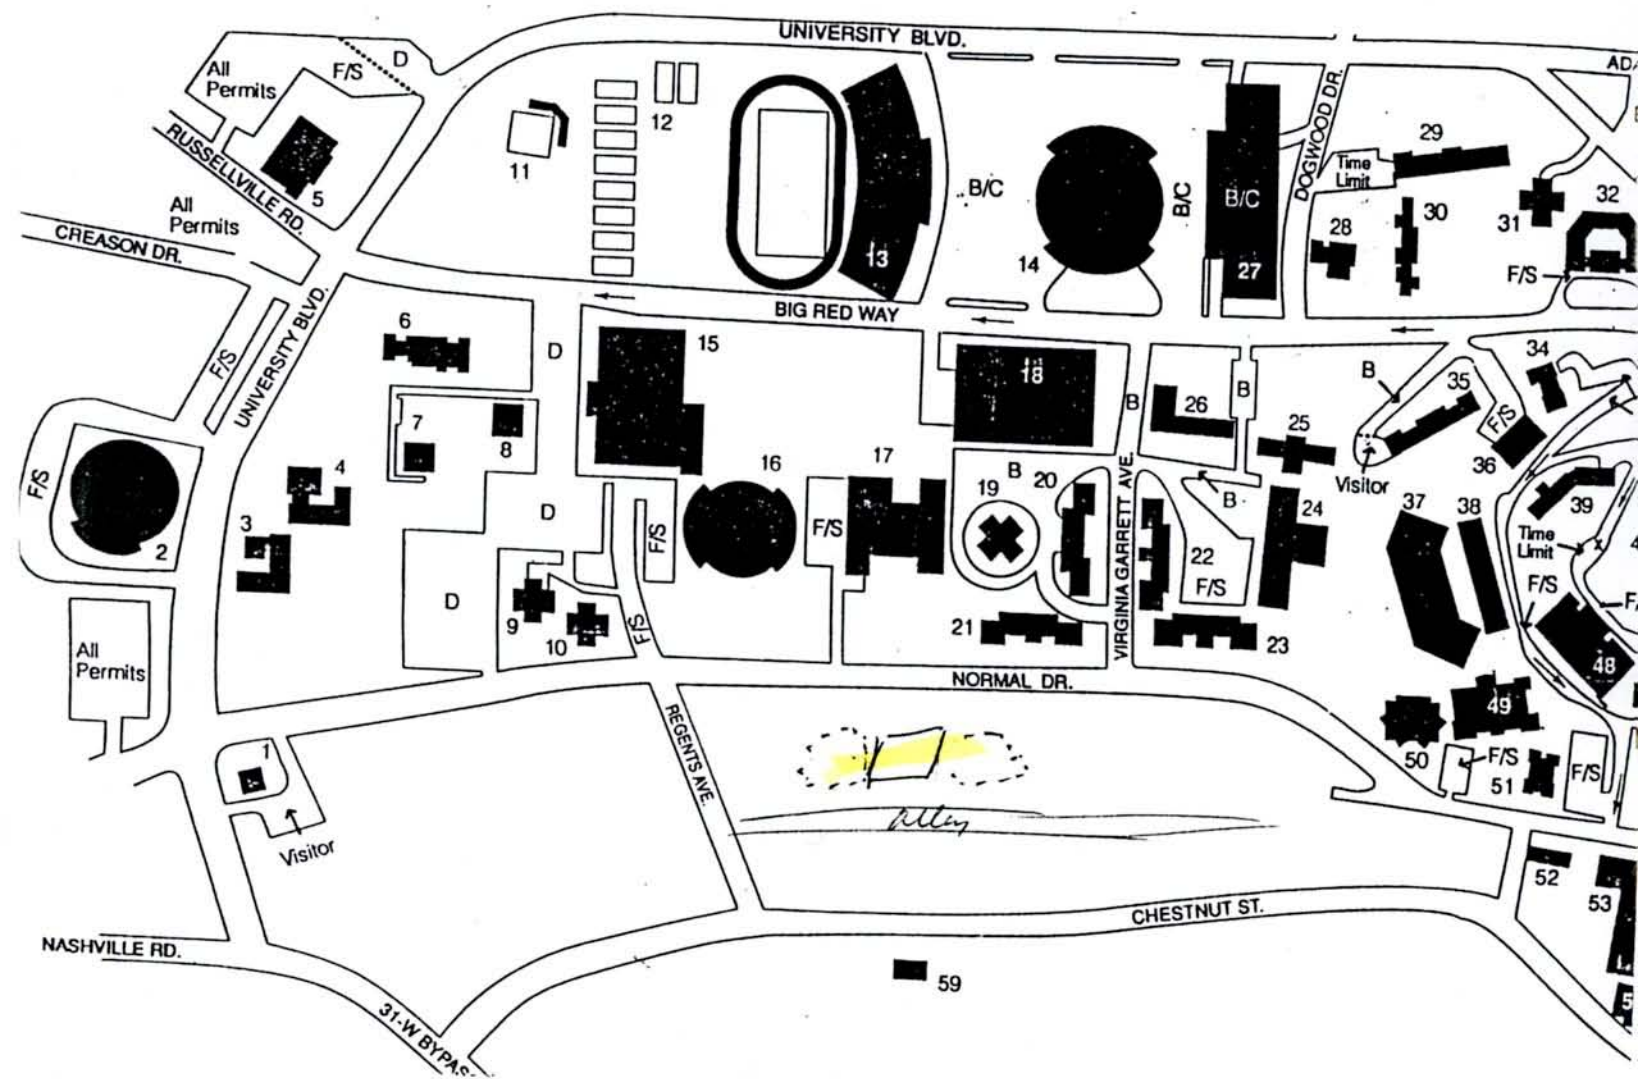 UNIVERSITY BLVD.
ADA
D
F/S
All
Permits
RUSSELLVILLE RD.
5
All
Permits
CREASON DR.
11
12
13
B/C
14
B/C
B/C
27
DOGWOOD DR.
Time
Limit
29
28
30
31
32
F/S
BIG RED WAY
UNIVERSITY BLVD.
F/S
6
D
15
18
B
26
B
25
B
35
F/S
34
36
Visitor
7
8
4
3
F/S
2
D
16
17
F/S
F/S
B
19
20
VIRGINIA GARRETT AVE.
B
22
F/S
24
37
38
39
Time
Limit
F/S
D
9
10
F/S
21
23
48
All
Permits
NORMAL DR.
49
50
F/S
51
F/S
1
Visitor
REGENTS AVE.
alley
52
53
CHESTNUT ST.
NASHVILLE RD.
59
31-W BYPAS
5